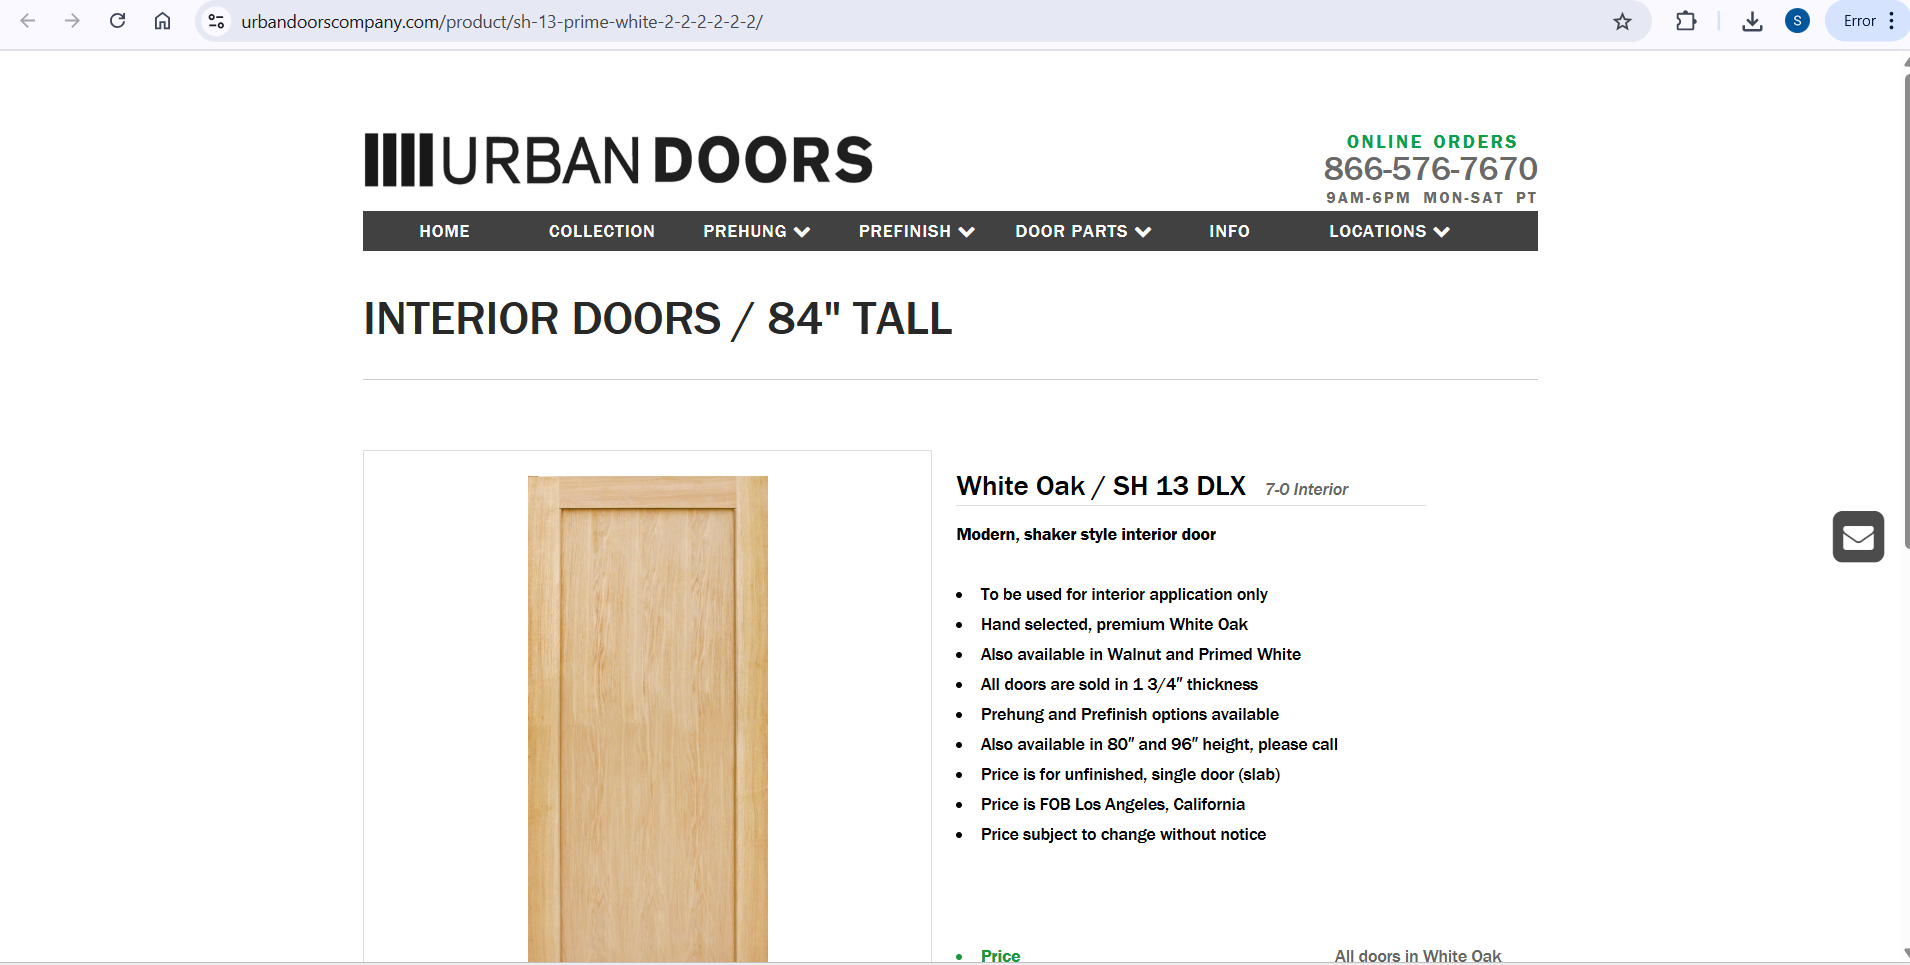 urbandoorscompany.com/product/sh-13-prime-white-2-2-2-2-2-2/
S
Error
URBAN DOORS
ONLINE ORDERS
866-576-7670
9AM-6PM MON-SAT PT
HOME COLLECTION PREHUNG PREFINISH DOOR PARTS INFO LOCATIONS
INTERIOR DOORS / 84" TALL
White Oak / SH 13 DLX 7-0 Interior
Modern, shaker style interior door
• To be used for interior application only
• Hand selected, premium White Oak
• Also available in Walnut and Primed White
• All doors are sold in 1 3/4″ thickness
• Prehung and Prefinish options available
• Also available in 80″ and 96″ height, please call
• Price is for unfinished, single door (slab)
• Price is FOB Los Angeles, California
• Price subject to change without notice
• Price All doors in White Oak